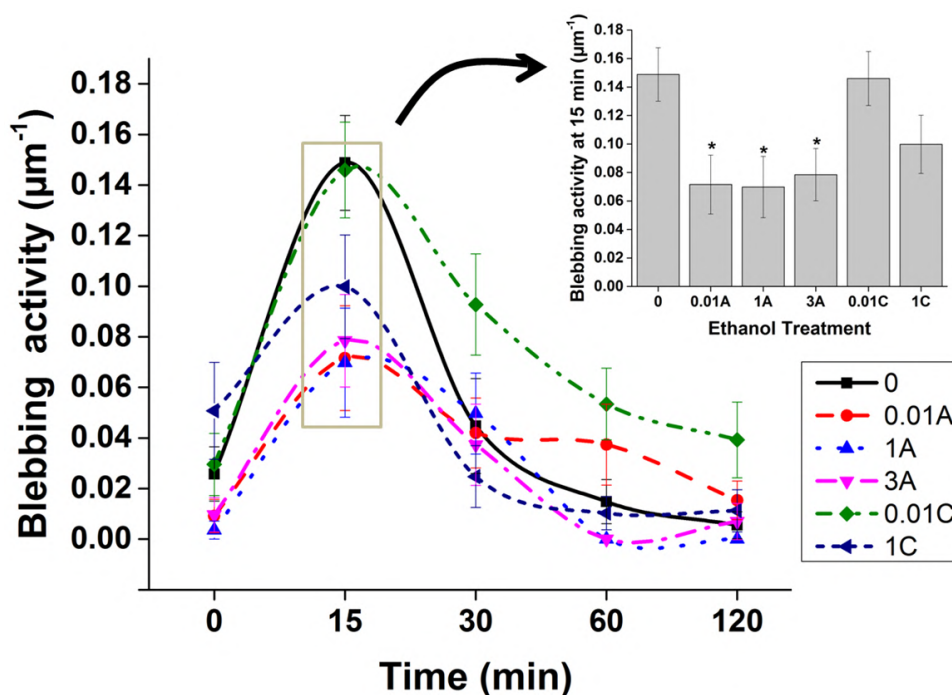 Blebbing activity (µm⁻¹)
0.18
0.16
0.14
0.12
0.10
0.08
0.06
0.04
0.02
0.00
0 15 30 60 120
Time (min)
Blebbing activity at 15 min (µm⁻¹)
0.18
0.16
0.14
0.12
0.10
0.08
0.06
0.04
0.02
0.00
* * *
0 0.01A 1A 3A 0.01C 1C
Ethanol Treatment
0
0.01A
1A
3A
0.01C
1C